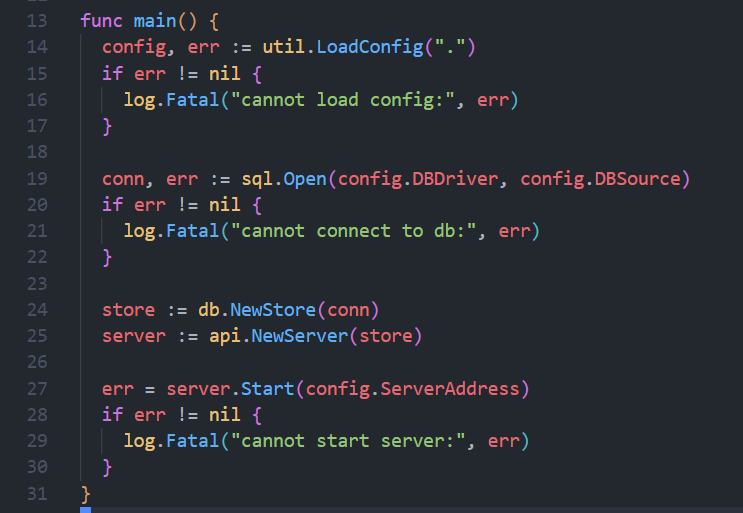 13 func main() {
14 config, err := util.LoadConfig(".")
15 if err != nil {
16 log.Fatal("cannot load config:", err)
17 }
18
19 conn, err := sql.Open(config.DBDriver, config.DBSource)
20 if err != nil {
21 log.Fatal("cannot connect to db:", err)
22 }
23
24 store := db.NewStore(conn)
25 server := api.NewServer(store)
26
27 err = server.Start(config.ServerAddress)
28 if err != nil {
29 log.Fatal("cannot start server:", err)
30 }
31 }